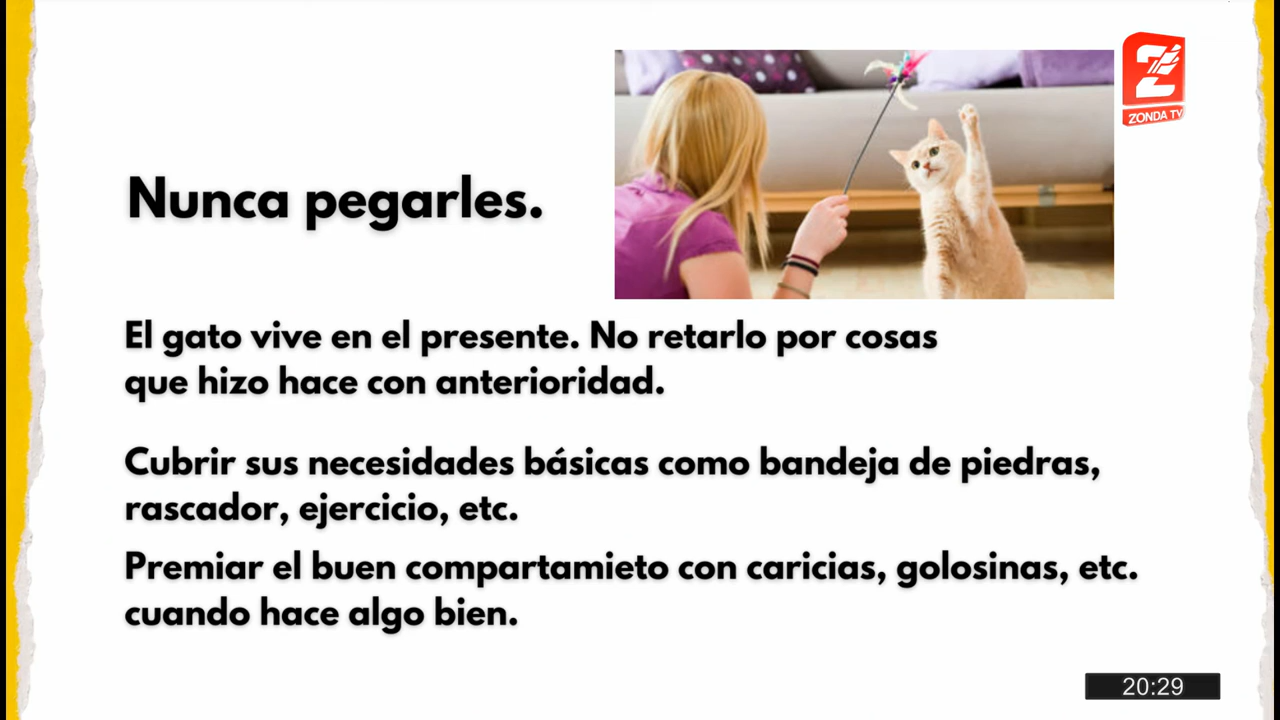 Z
ZONDA TV
Nunca pegarles.
El gato vive en el presente. No retarlo por cosas
que hizo hace con anterioridad.
Cubrir sus necesidades básicas como bandeja de piedras,
rascador, ejercicio, etc.
Premiar el buen compartamieto con caricias, golosinas, etc.
cuando hace algo bien.
20:29